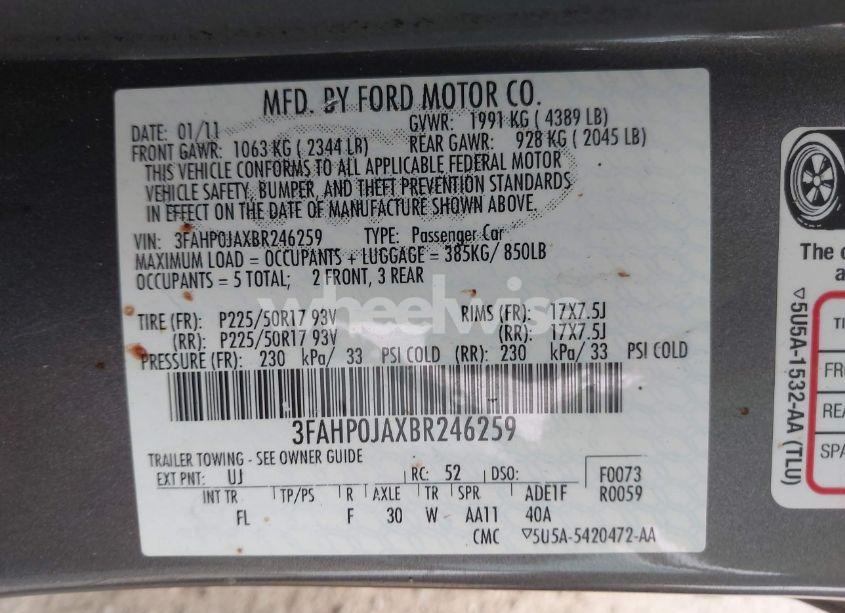 MFD. BY FORD MOTOR CO.
DATE: 01/11 GVWR: 1991 KG ( 4389 LB)
FRONT GAWR: 1063 KG ( 2344 LB) REAR GAWR: 928 KG ( 2045 LB)
THIS VEHICLE CONFORMS TO ALL APPLICABLE FEDERAL MOTOR
VEHICLE SAFETY, BUMPER, AND THEFT PREVENTION STANDARDS
IN EFFECT ON THE DATE OF MANUFACTURE SHOWN ABOVE.
VIN: 3FAHP0JAXBR246259 TYPE: Passenger Car
MAXIMUM LOAD = OCCUPANTS + LUGGAGE = 385KG/ 850LB
OCCUPANTS = 5 TOTAL; 2 FRONT, 3 REAR
wheelwise
TIRE (FR): P225/50R17 93V RIMS (FR): 17X7.5J
(RR): P225/50R17 93V (RR): 17X7.5J
PRESSURE (FR): 230 kPa/ 33 PSI COLD (RR): 230 kPa/ 33 PSI COLD
3FAHP0JAXBR246259
TRAILER TOWING - SEE OWNER GUIDE
EXT PNT: UJ RC: 52 DSO: F0073
R0059
INT TR TP/PS R AXLE TR SPR ADE1F
FL F 30 W AA11 40A
CMC ▽5U5A-5420472-AA
The
▽5U5A-1532-AA (TLU)